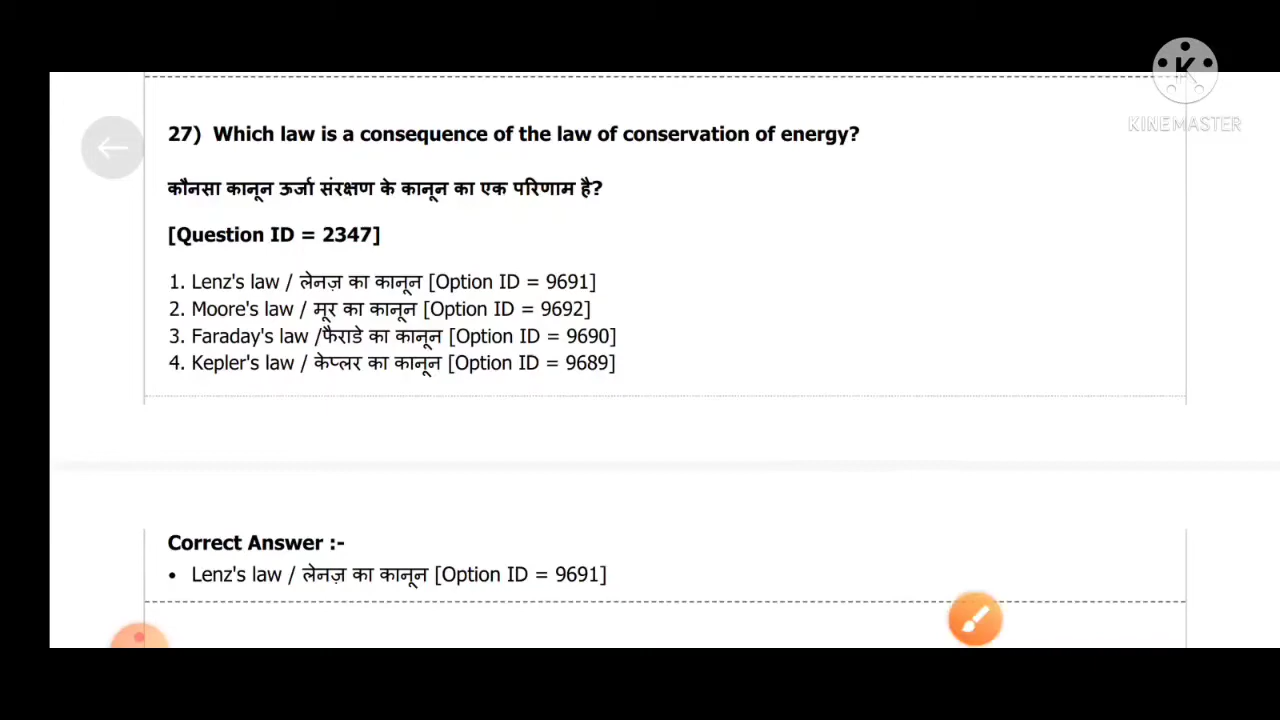 K
KINEMASTER
27) Which law is a consequence of the law of conservation of energy?
कौनसा कानून ऊर्जा संरक्षण के कानून का एक परिणाम है?
[Question ID = 2347]
1. Lenz's law / लेनज़ का कानून [Option ID = 9691]
2. Moore's law / मूर का कानून [Option ID = 9692]
3. Faraday's law /फैराडे का कानून [Option ID = 9690]
4. Kepler's law / केप्लर का कानून [Option ID = 9689]
Correct Answer :-
• Lenz's law / लेनज़ का कानून [Option ID = 9691]